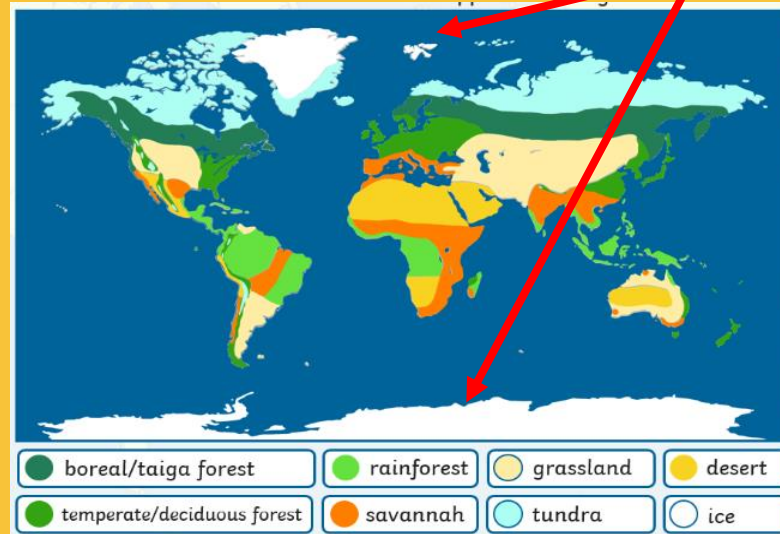 boreal/taiga forest rainforest grassland desert
temperate/deciduous forest savannah tundra ice